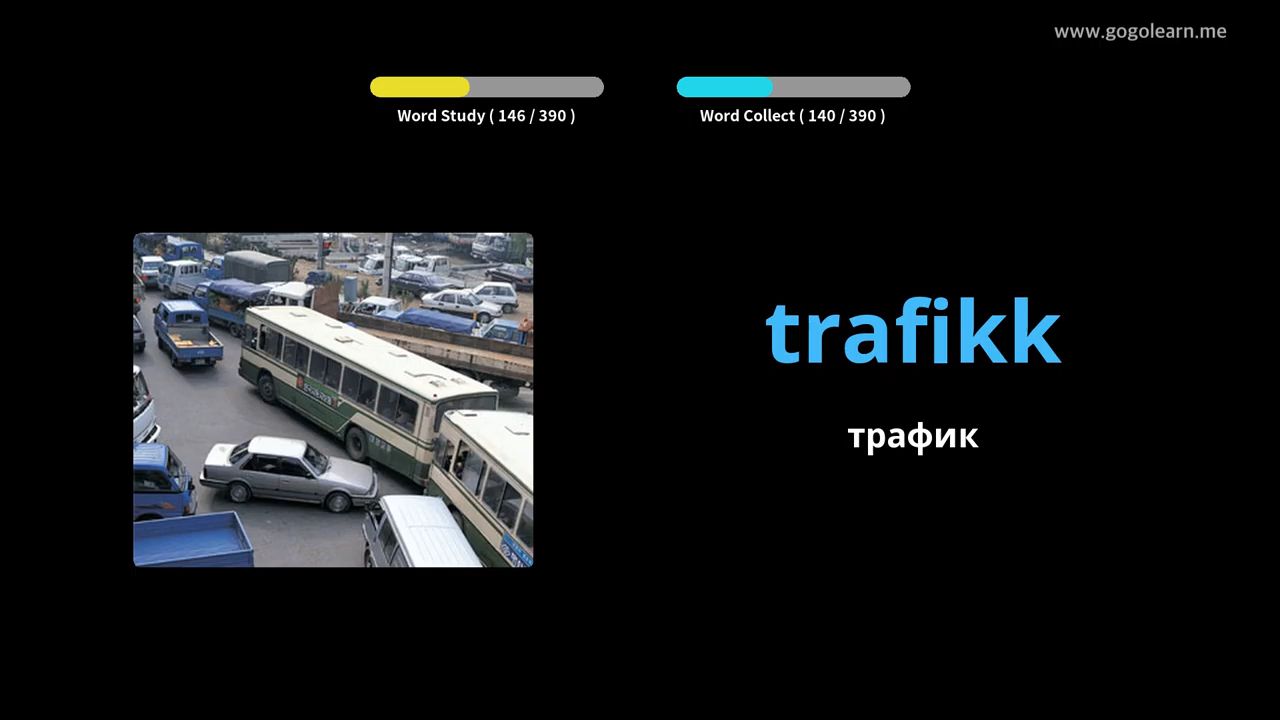 www.gogolearn.me
Word Study ( 146 / 390 )
Word Collect ( 140 / 390 )
trafikk
трафик